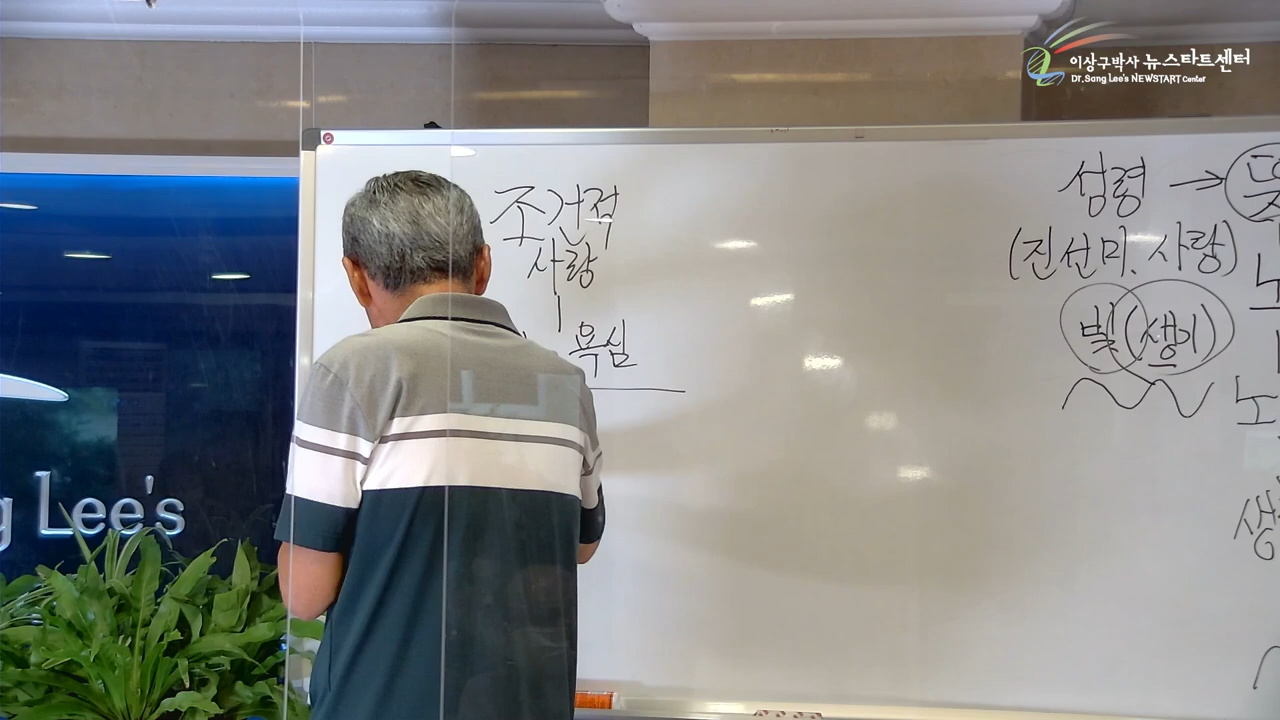 이상구박사 뉴스타트센터
Dr. Sang Lee's NEWSTART Center
조건적
사랑
욕심
성령 → 뜻
(진선미. 사랑)
빛(생기)
Lee's